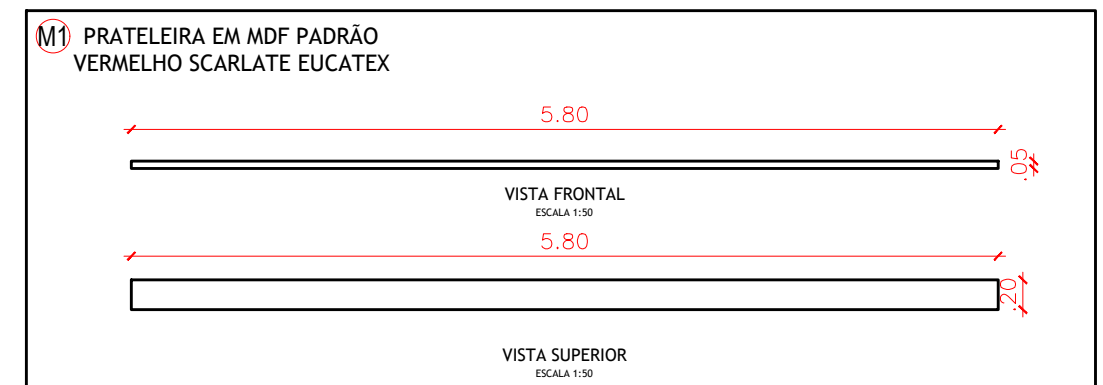 M1 PRATELEIRA EM MDF PADRÃO
VERMELHO SCARLATE EUCATEX
5.80
.05
VISTA FRONTAL
ESCALA 1:50
5.80
.20
VISTA SUPERIOR
ESCALA 1:50